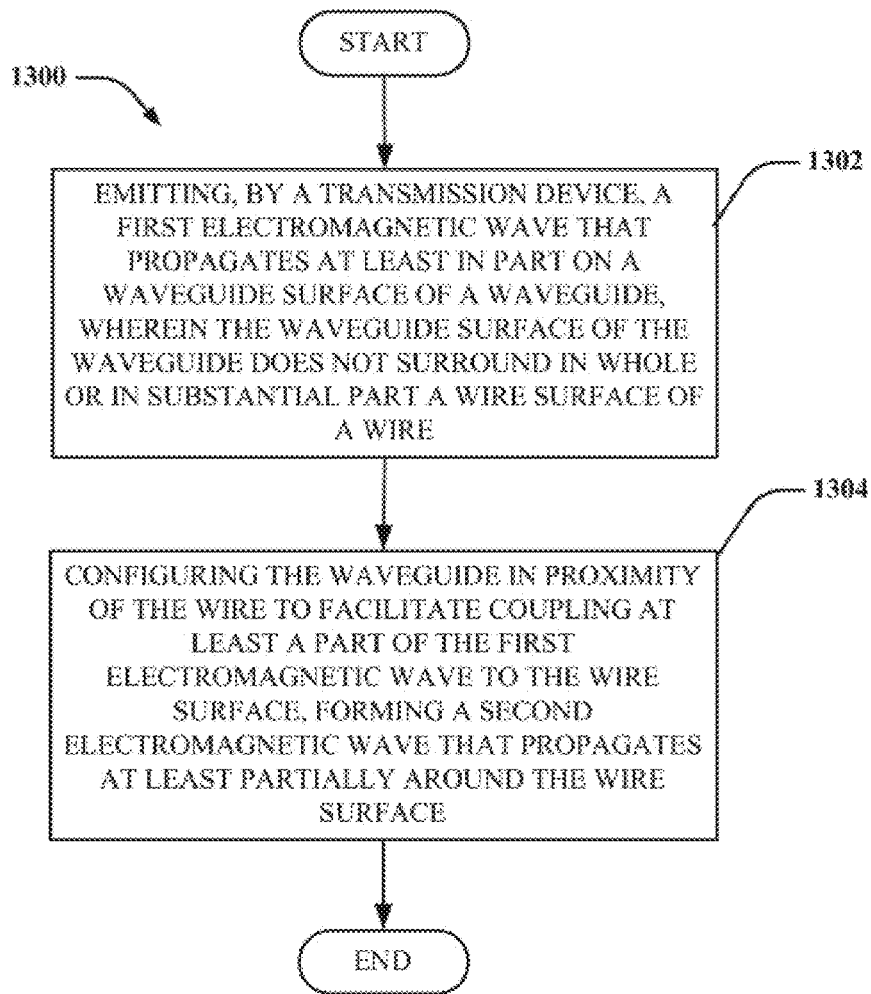 START
1300
1302
EMITTING, BY A TRANSMISSION DEVICE, A
FIRST ELECTROMAGNETIC WAVE THAT
PROPAGATES AT LEAST IN PART ON A
WAVEGUIDE SURFACE OF A WAVEGUIDE,
WHEREIN THE WAVEGUIDE SURFACE OF THE
WAVEGUIDE DOES NOT SURROUND IN WHOLE
OR IN SUBSTANTIAL PART A WIRE SURFACE OF
A WIRE
1304
CONFIGURING THE WAVEGUIDE IN PROXIMITY
OF THE WIRE TO FACILITATE COUPLING AT
LEAST A PART OF THE FIRST
ELECTROMAGNETIC WAVE TO THE WIRE
SURFACE, FORMING A SECOND
ELECTROMAGNETIC WAVE THAT PROPAGATES
AT LEAST PARTIALLY AROUND THE WIRE
SURFACE
END